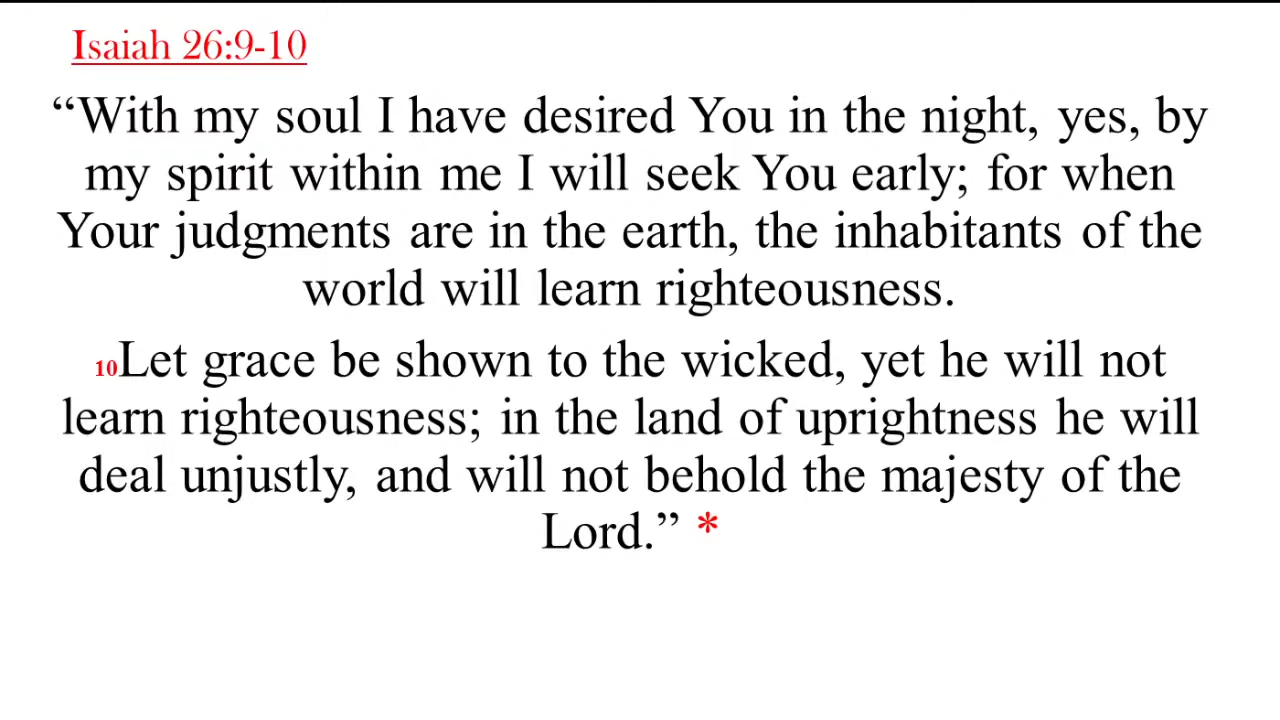 Isaiah 26:9-10
“With my soul I have desired You in the night, yes, by
my spirit within me I will seek You early; for when
Your judgments are in the earth, the inhabitants of the
world will learn righteousness.
10Let grace be shown to the wicked, yet he will not
learn righteousness; in the land of uprightness he will
deal unjustly, and will not behold the majesty of the
Lord.” *